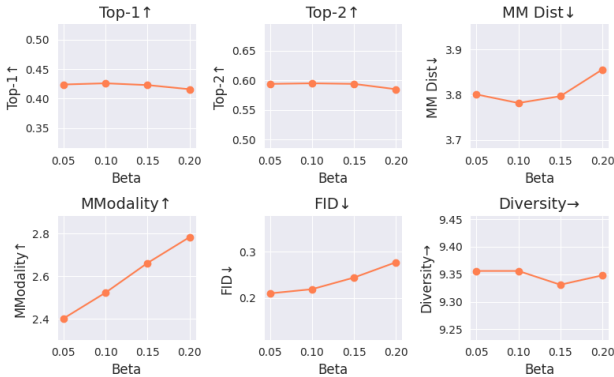 Top-1↑
Top-1↑
0.50
0.45
0.40
0.35
0.05 0.10 0.15 0.20
Beta
Top-2↑
Top-2↑
0.65
0.60
0.55
0.50
0.05 0.10 0.15 0.20
Beta
MM Dist↓
MM Dist↓
3.9
3.8
3.7
0.05 0.10 0.15 0.20
Beta
MModality↑
MModality↑
2.8
2.6
2.4
0.05 0.10 0.15 0.20
Beta
FID↓
FID↓
0.3
0.2
0.05 0.10 0.15 0.20
Beta
Diversity→
Diversity→
9.45
9.40
9.35
9.30
9.25
0.05 0.10 0.15 0.20
Beta